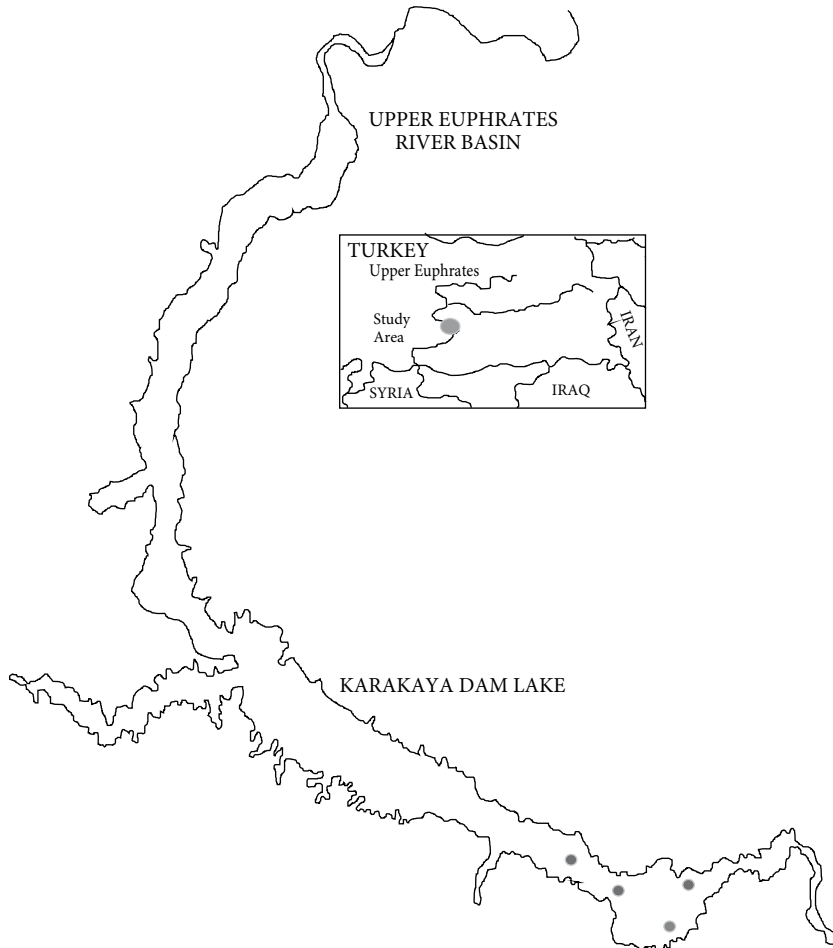 UPPER EUPHRATES
RIVER BASIN
TURKEY
Upper Euphrates
Study
Area
IRAN
SYRIA
IRAQ
KARAKAYA DAM LAKE